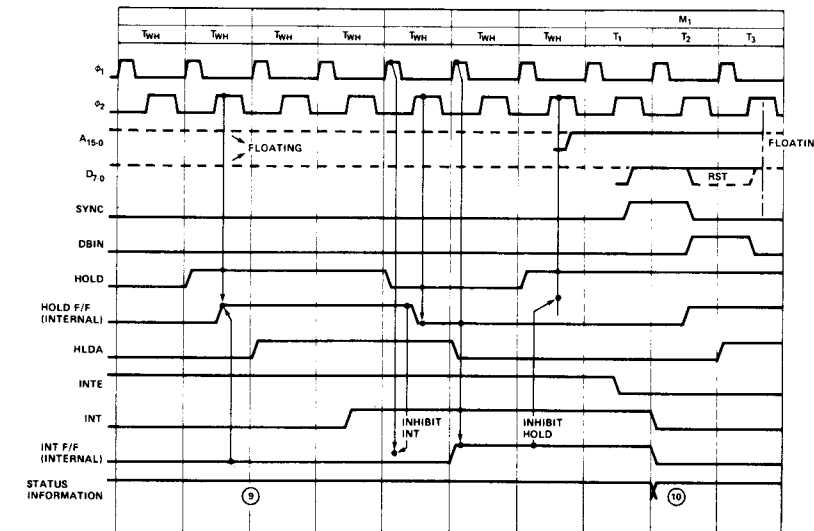 M1
TWH TWH TWH TWH TWH TWH TWH T1 T2 T3
ϕ1
ϕ2
A15-0
FLOATING
FLOATIN
D7-0
RST
SYNC
DBIN
HOLD
HOLD F/F
(INTERNAL)
HLDA
INTE
INT
INHIBIT
INT
INHIBIT
HOLD
INT F/F
(INTERNAL)
STATUS
INFORMATION
9
10